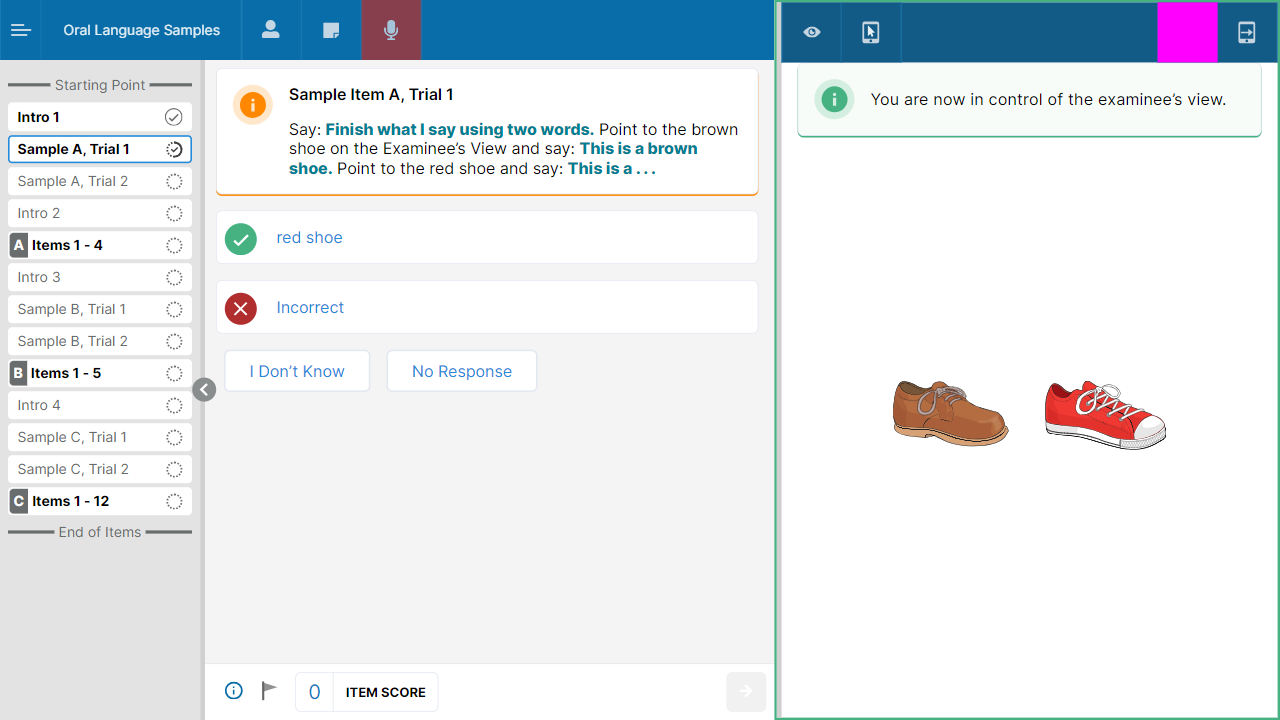 Oral Language Samples
Starting Point
Intro 1
Sample A, Trial 1
Sample A, Trial 2
Intro 2
A Items 1 - 4
Intro 3
Sample B, Trial 1
Sample B, Trial 2
B Items 1 - 5
Intro 4
Sample C, Trial 1
Sample C, Trial 2
C Items 1 - 12
End of Items
Sample Item A, Trial 1
Say: Finish what I say using two words. Point to the brown
shoe on the Examinee’s View and say: This is a brown
shoe. Point to the red shoe and say: This is a . . .
red shoe
Incorrect
I Don’t Know
No Response
0 ITEM SCORE
You are now in control of the examinee’s view.